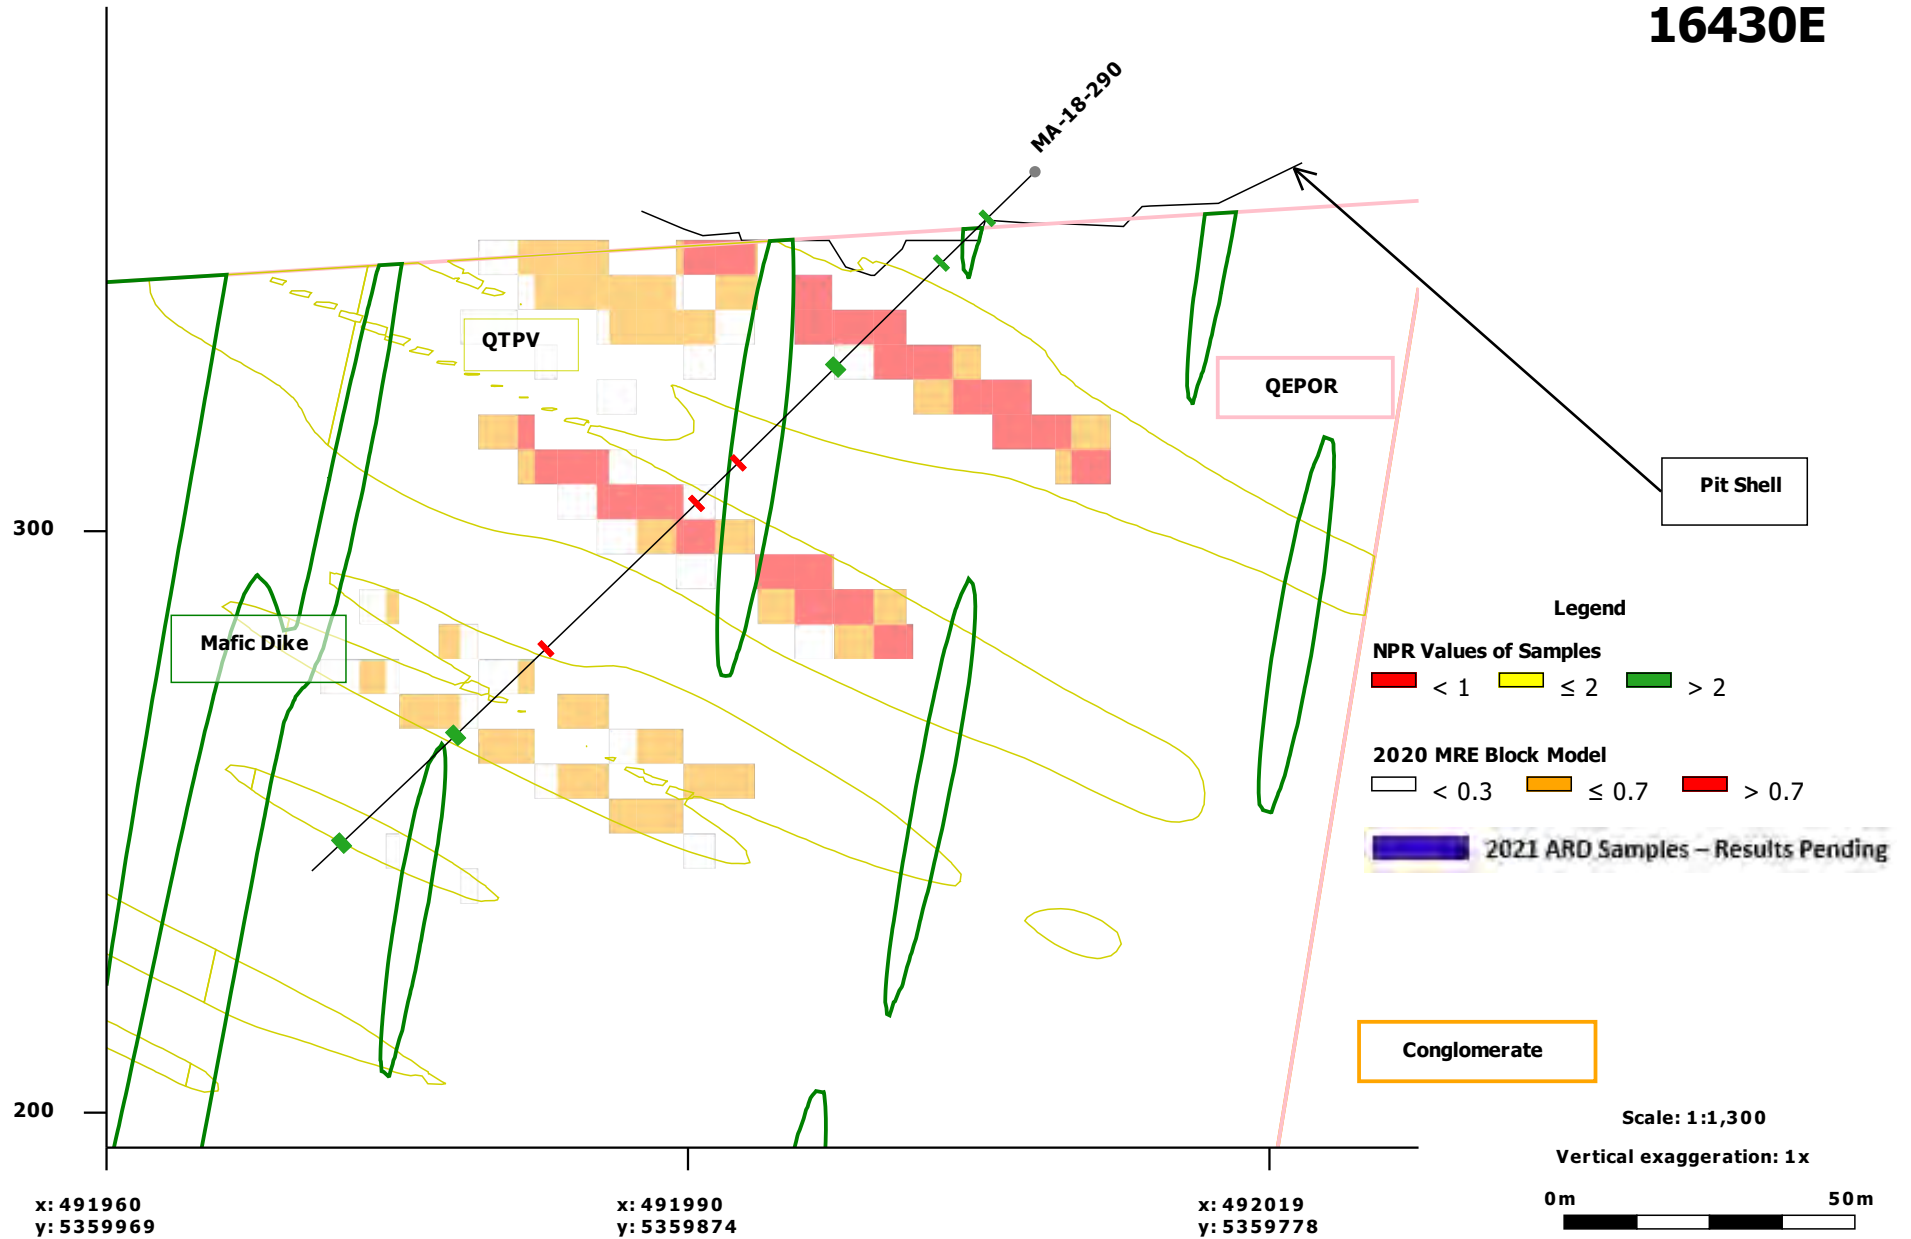 16430E
MA-18-290
QTPV
QEPOR
Pit Shell
300
Mafic Dike
Legend
NPR Values of Samples
< 1 ≤ 2 > 2
2020 MRE Block Model
< 0.3 ≤ 0.7 > 0.7
2021 ARD Samples – Results Pending
Conglomerate
200
Scale: 1:1,300
Vertical exaggeration: 1x
0m 50m
x: 491960 x: 491990 x: 492019
y: 5359969 y: 5359874 y: 5359778